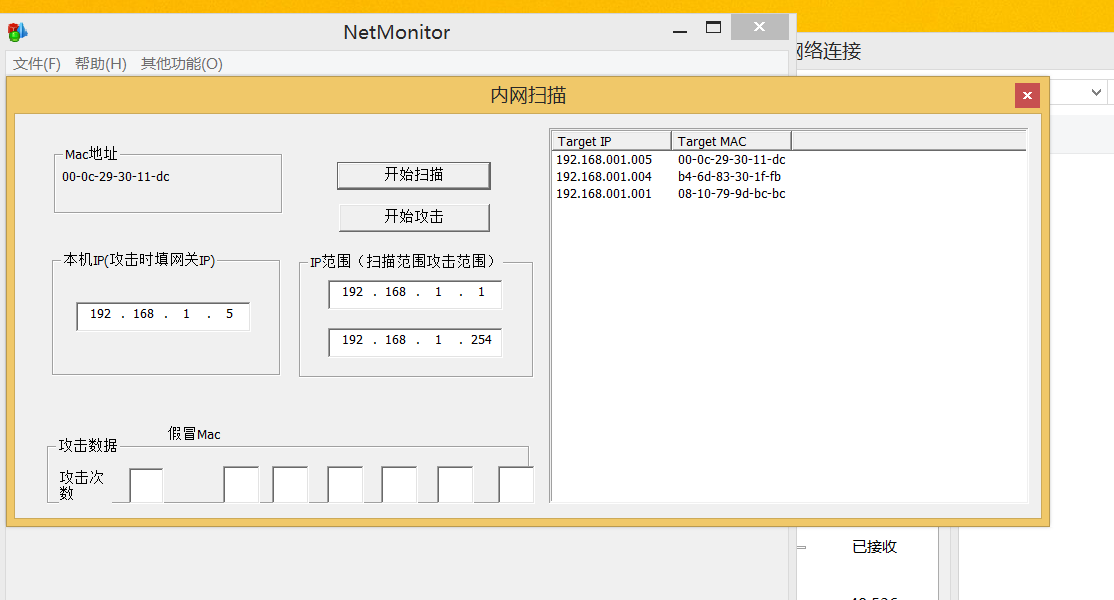 NetMonitor
文件(F) 帮助(H) 其他功能(O)
网络连接
内网扫描
Mac地址
00-0c-29-30-11-dc
开始扫描
开始攻击
本机IP(攻击时填网关IP)
192 . 168 . 1 . 5
IP范围（扫描范围攻击范围）
192 . 168 . 1 . 1
192 . 168 . 1 . 254
假冒Mac
攻击数据
攻击次
数
Target IP Target MAC
192.168.001.005 00-0c-29-30-11-dc
192.168.001.004 b4-6d-83-30-1f-fb
192.168.001.001 08-10-79-9d-bc-bc
已接收